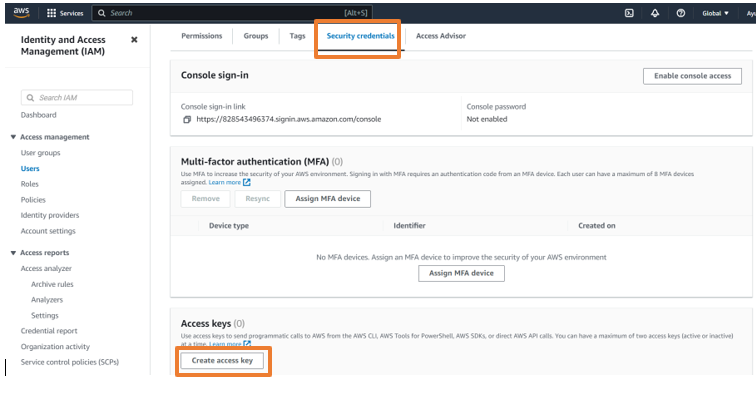 aws Services Search [Alt+S] Global ▼ Ayu
Identity and Access Management (IAM) ×
Search IAM
Dashboard
▼ Access management
User groups
Users
Roles
Policies
Identity providers
Account settings
▼ Access reports
Access analyzer
Archive rules
Analyzers
Settings
Credential report
Organization activity
Service control policies (SCPs)
Permissions Groups Tags Security credentials Access Advisor
Console sign-in Enable console access
Console sign-in link Console password
https://828543496374.signin.aws.amazon.com/console Not enabled
Multi-factor authentication (MFA) (0)
Use MFA to increase the security of your AWS environment. Signing in with MFA requires an authentication code from an MFA device. Each user can have a maximum of 8 MFA devices
assigned. Learn more
Remove Resync Assign MFA device
Device type Identifier Created on
No MFA devices. Assign an MFA device to improve the security of your AWS environment
Assign MFA device
Access keys (0)
Use access keys to send programmatic calls to AWS from the AWS CLI, AWS Tools for PowerShell, AWS SDKs, or direct AWS API calls. You can have a maximum of two access keys (active or inactive)
at a time. Learn more
Create access key